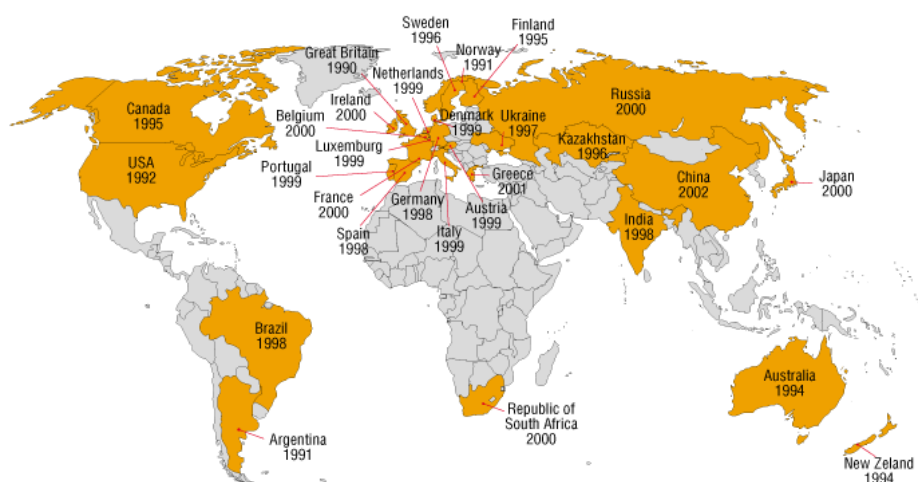 Sweden
1996
Finland
1995
Norway
1991
Great Britain
1990
Netherlands
1999
Ireland
2000
Belgium
2000
Denmark
1999
Ukraine
1997
Russia
2000
Canada
1995
Luxemburg
1999
Kazakhstan
1996
USA
1992
Portugal
1999
Greece
2001
China
2002
Japan
2000
France
2000
Germany
1998
Austria
1999
India
1998
Spain
1998
Italy
1999
Brazil
1998
Australia
1994
Republic of
South Africa
2000
Argentina
1991
New Zeland
1994